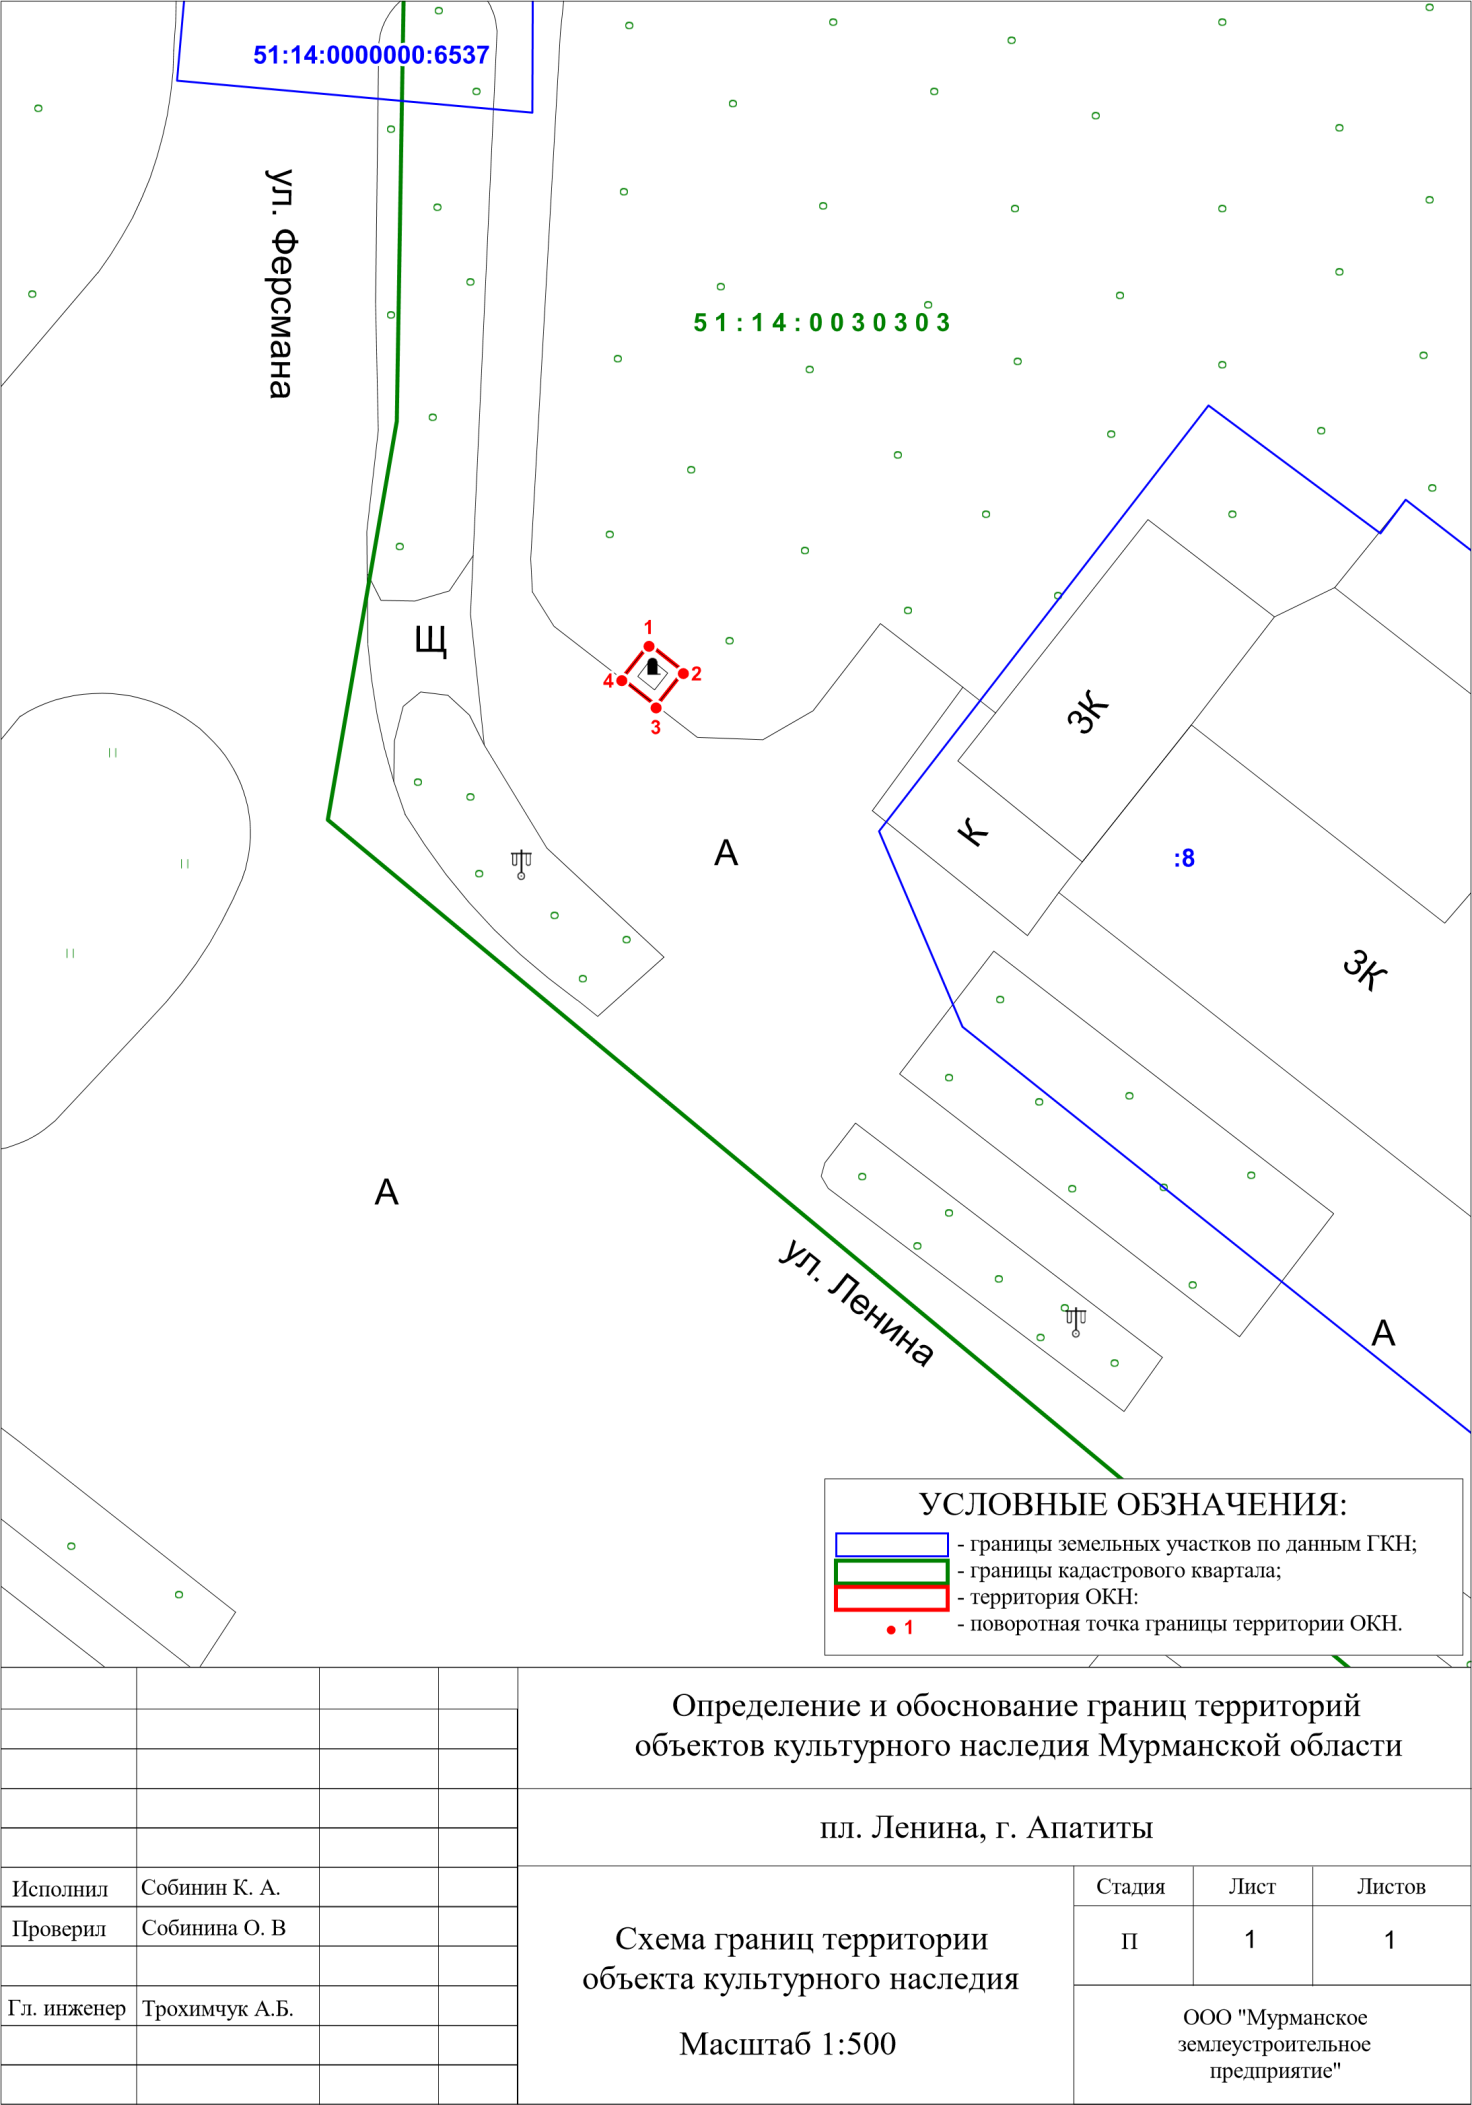 51:14:0000000:6537
ул. Ферсмана
51:14:0030303
1
2
4
3
Щ
ЗК
К
А
:8
ЗК
А
ул. Ленина
А
УСЛОВНЫЕ ОБЗНАЧЕНИЯ:
- границы земельных участков по данным ГКН;
- границы кадастрового квартала;
- территория ОКН:
1 - поворотная точка границы территории ОКН.
Определение и обоснование границ территорий
объектов культурного наследия Мурманской области
пл. Ленина, г. Апатиты
Исполнил Собинин К. А.
Проверил Собинина О. В
Гл. инженер Трохимчук А.Б.
Схема границ территории
объекта культурного наследия
Масштаб 1:500
Стадия Лист Листов
П 1 1
ООО "Мурманское
землеустроительное
предприятие"